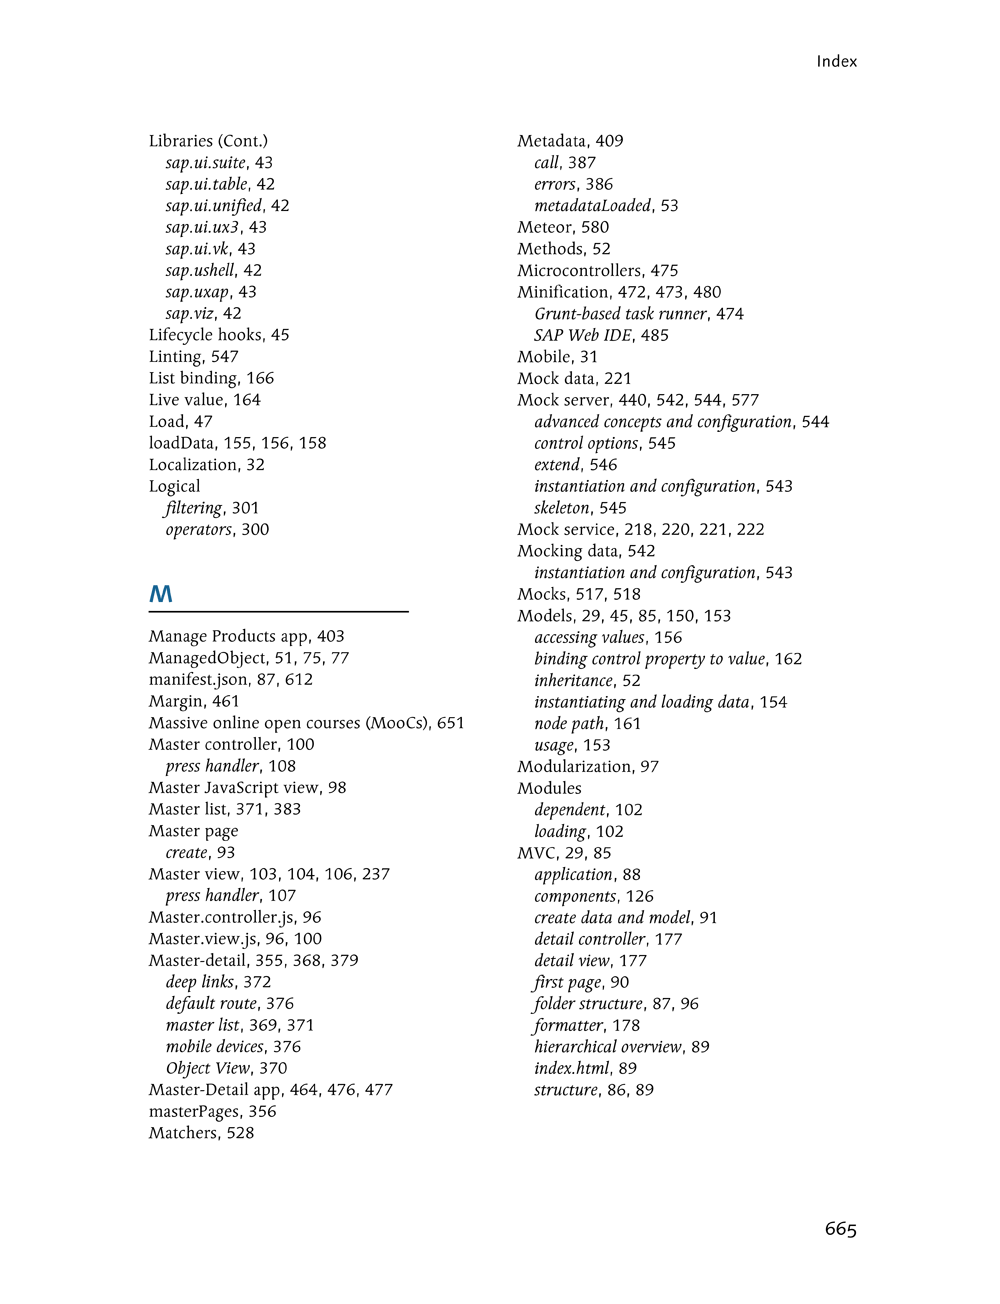 Index
Libraries (Cont.)
sap.ui.suite, 43
sap.ui.table, 42
sap.ui.unified, 42
sap.ui.ux3, 43
sap.ui.vk, 43
sap.ushell, 42
sap.uxap, 43
sap.viz, 42
Lifecycle hooks, 45
Linting, 547
List binding, 166
Live value, 164
Load, 47
loadData, 155, 156, 158
Localization, 32
Logical
filtering, 301
operators, 300
M
Manage Products app, 403
ManagedObject, 51, 75, 77
manifest.json, 87, 612
Margin, 461
Massive online open courses (MooCs), 651
Master controller, 100
press handler, 108
Master JavaScript view, 98
Master list, 371, 383
Master page
create, 93
Master view, 103, 104, 106, 237
press handler, 107
Master.controller.js, 96
Master.view.js, 96, 100
Master-detail, 355, 368, 379
deep links, 372
default route, 376
master list, 369, 371
mobile devices, 376
Object View, 370
Master-Detail app, 464, 476, 477
masterPages, 356
Matchers, 528
Metadata, 409
call, 387
errors, 386
metadataLoaded, 53
Meteor, 580
Methods, 52
Microcontrollers, 475
Minification, 472, 473, 480
Grunt-based task runner, 474
SAP Web IDE, 485
Mobile, 31
Mock data, 221
Mock server, 440, 542, 544, 577
advanced concepts and configuration, 544
control options, 545
extend, 546
instantiation and configuration, 543
skeleton, 545
Mock service, 218, 220, 221, 222
Mocking data, 542
instantiation and configuration, 543
Mocks, 517, 518
Models, 29, 45, 85, 150, 153
accessing values, 156
binding control property to value, 162
inheritance, 52
instantiating and loading data, 154
node path, 161
usage, 153
Modularization, 97
Modules
dependent, 102
loading, 102
MVC, 29, 85
application, 88
components, 126
create data and model, 91
detail controller, 177
detail view, 177
first page, 90
folder structure, 87, 96
formatter, 178
hierarchical overview, 89
index.html, 89
structure, 86, 89
665